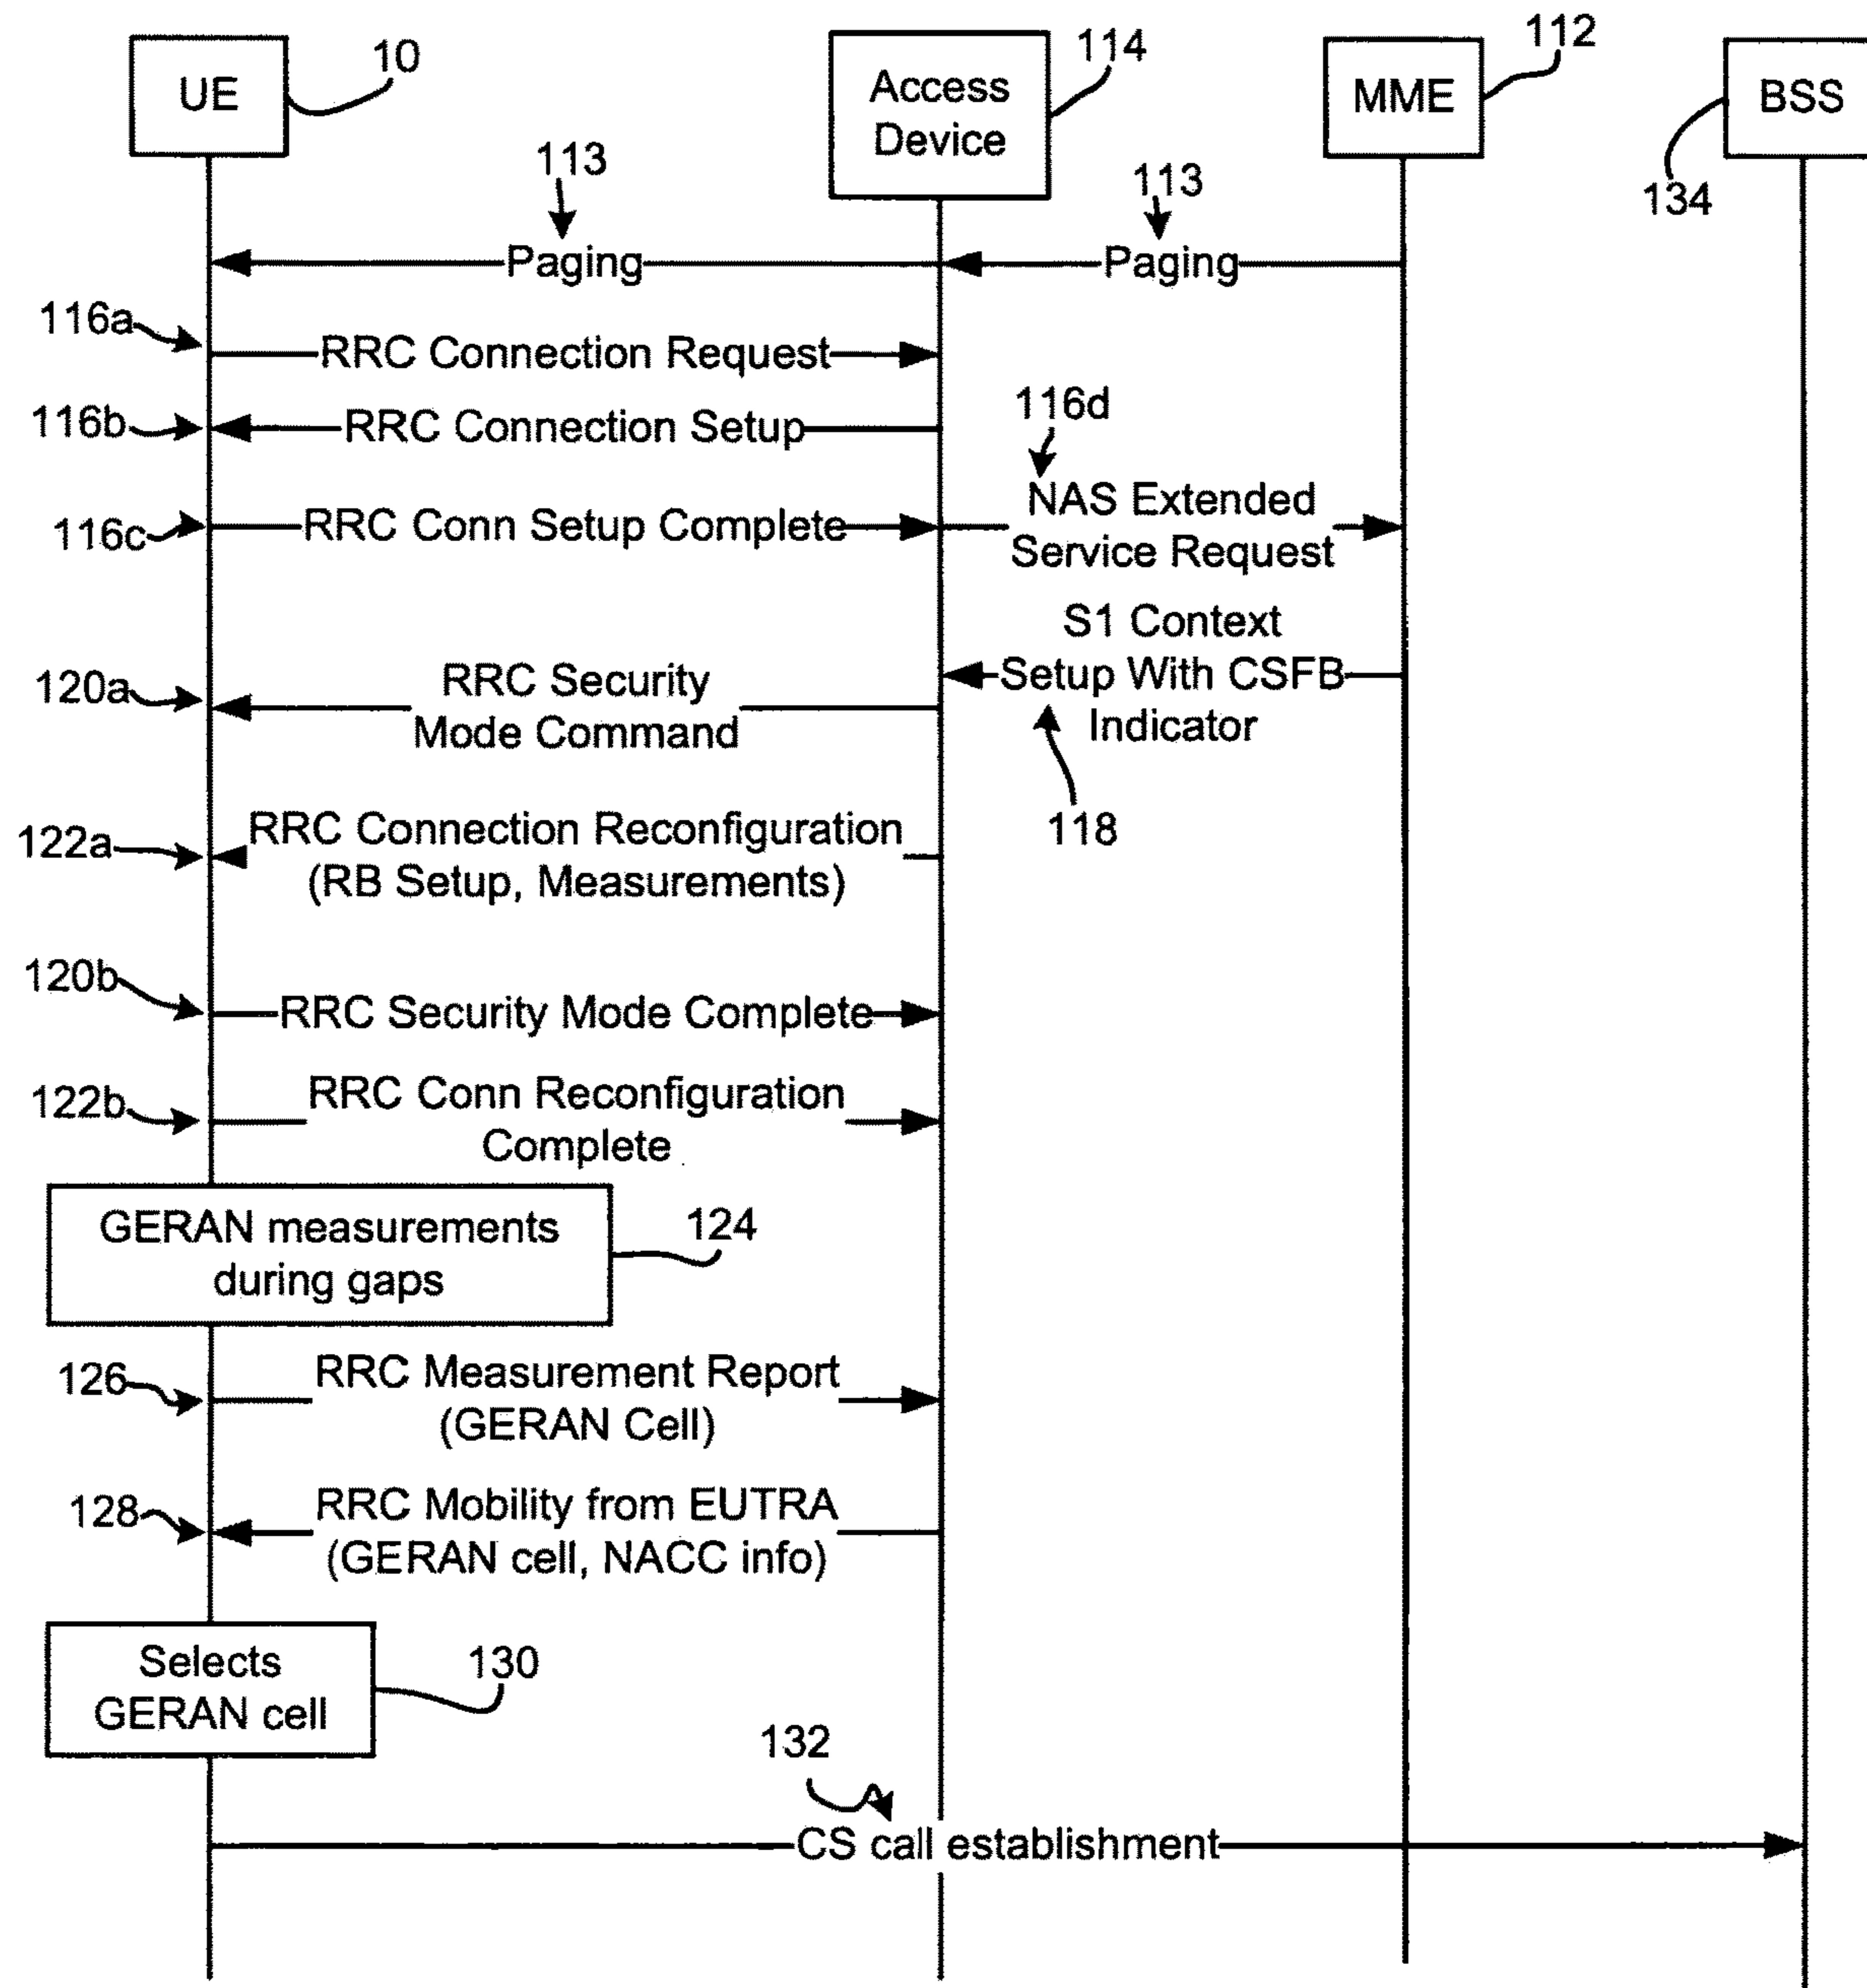 UE
10
Access
Device
114
MME
112
BSS
134
113
113
Paging
Paging
116a
RRC Connection Request
116b
RRC Connection Setup
116d
116c
RRC Conn Setup Complete
NAS Extended
Service Request
S1 Context
Setup With CSFB
Indicator
118
120a
RRC Security
Mode Command
122a
RRC Connection Reconfiguration
(RB Setup, Measurements)
120b
RRC Security Mode Complete
122b
RRC Conn Reconfiguration
Complete
GERAN measurements
during gaps
124
126
RRC Measurement Report
(GERAN Cell)
128
RRC Mobility from EUTRA
(GERAN cell, NACC info)
Selects
GERAN cell
130
132
CS call establishment